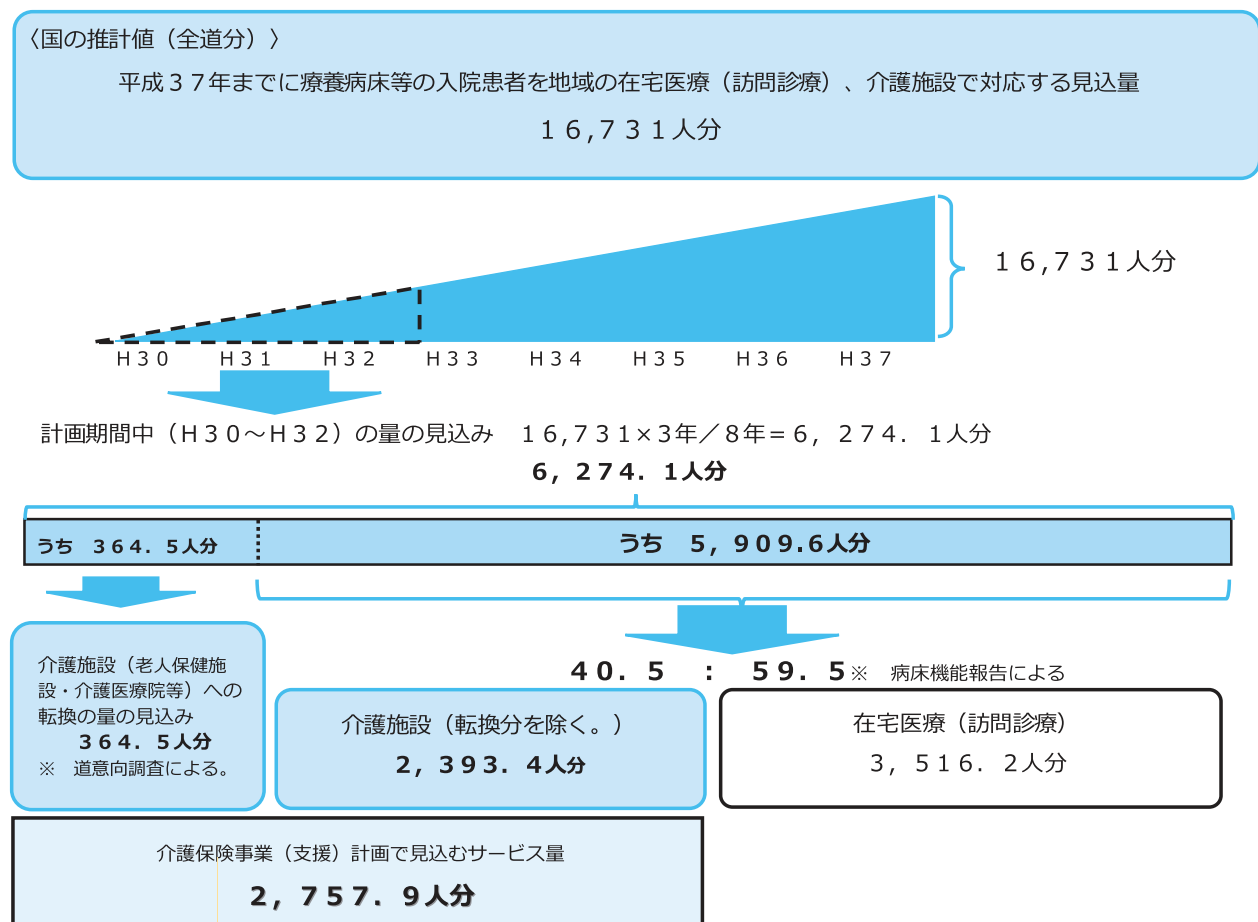 〈国の推計値（全道分）〉
平成３７年までに療養病床等の入院患者を地域の在宅医療（訪問診療）、介護施設で対応する見込量
１６,７３１人分
１６,７３１人分
Ｈ３０　Ｈ３１　Ｈ３２　Ｈ３３　Ｈ３４　Ｈ３５　Ｈ３６　Ｈ３７
計画期間中（Ｈ３０～Ｈ３２）の量の見込み　１６,７３１×３年／８年＝６,２７４.１人分
６,２７４.１人分
うち　３６４.５人分
うち　５,９０９.６人分
４０.５　：　５９.５※　病床機能報告による
介護施設（老人保健施
設・介護医療院等）への
転換の量の見込み
３６４.５人分
※　道意向調査による。
介護施設（転換分を除く。）
２,３９３.４人分
在宅医療（訪問診療）
３,５１６.２人分
介護保険事業（支援）計画で見込むサービス量
２,７５７.９人分